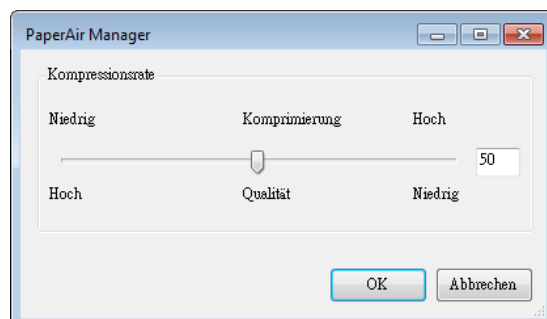 PaperAir Manager
Kompressionsrate
Niedrig Komprimierung Hoch
50
Hoch Qualität Niedrig
OK Abbrechen